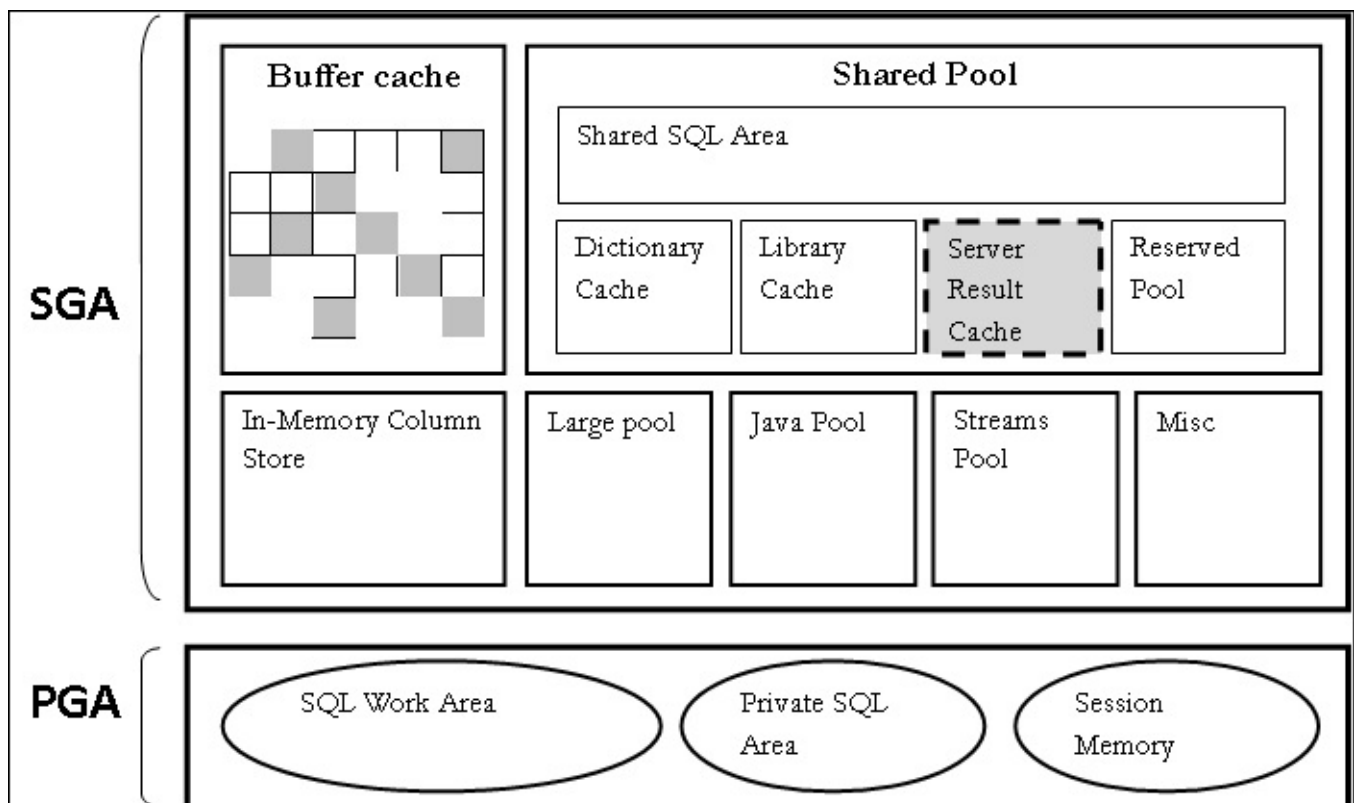 SGA
Buffer cache
Shared Pool
Shared SQL Area
Dictionary
Cache
Library
Cache
Server
Result
Cache
Reserved
Pool
In-Memory Column
Store
Large pool
Java Pool
Streams
Pool
Misc
PGA
SQL Work Area
Private SQL
Area
Session
Memory